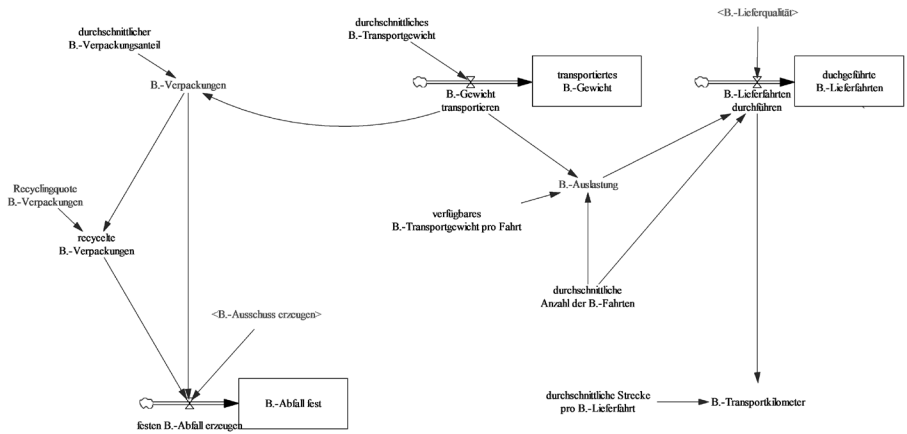 durchschnittlicher
B.-Verpackungsanteil
durchschnittliches
B.-Transportgewicht
<B.-Lieferqualität>
B.-Verpackungen
B.-Gewicht
transportieren
transportiertes
B.-Gewicht
B.-Lieferfahrten
durchführen
duchgeführte
B.-Lieferfahrten
Recyclingquote
B.-Verpackungen
B.-Auslastung
verfügbares
B.-Transportgewicht pro Fahrt
recycelte
B.-Verpackungen
durchschnittliche
Anzahl der B.-Fahrten
<B.-Ausschuss erzeugen>
festen B.-Abfall erzeugen
B.-Abfall fest
durchschnittliche Strecke
pro B.-Lieferfahrt
B.-Transportkilometer